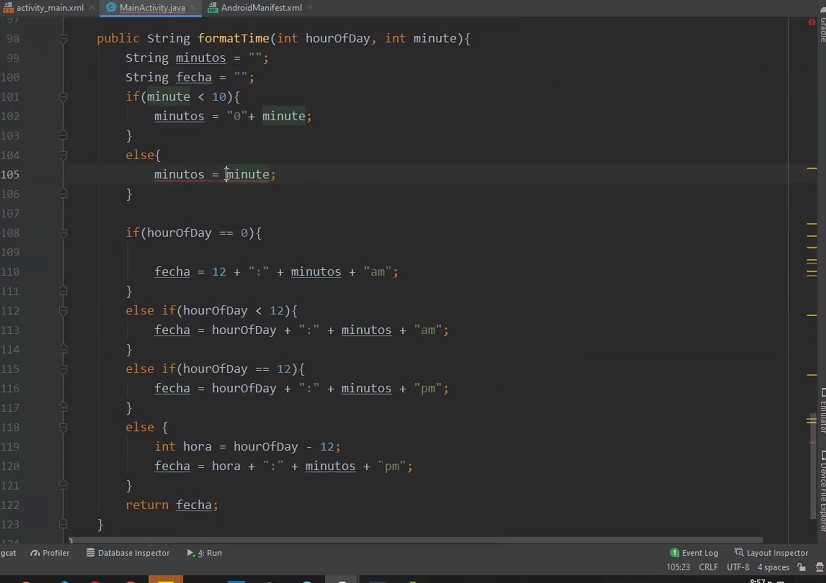 activity_main.xml MainActivity.java AndroidManifest.xml
97
98 public String formatTime(int hourOfDay, int minute){
99 String minutos = "";
100 String fecha = "";
101 if(minute < 10){
102 minutos = "0"+ minute;
103 }
104 else{
105 minutos = minute;
106 }
107
108 if(hourOfDay == 0){
109
110 fecha = 12 + ":" + minutos + "am";
111 }
112 else if(hourOfDay < 12){
113 fecha = hourOfDay + ":" + minutos + "am";
114 }
115 else if(hourOfDay == 12){
116 fecha = hourOfDay + ":" + minutos + "pm";
117 }
118 else {
119 int hora = hourOfDay - 12;
120 fecha = hora + ":" + minutos + "pm";
121 }
122 return fecha;
123 }
124 }
Gradle
Emulator
Device File Explorer
gcat Profiler Database Inspector 4: Run 1 Event Log Layout Inspector
105:23 CRLF UTF-8 4 spaces